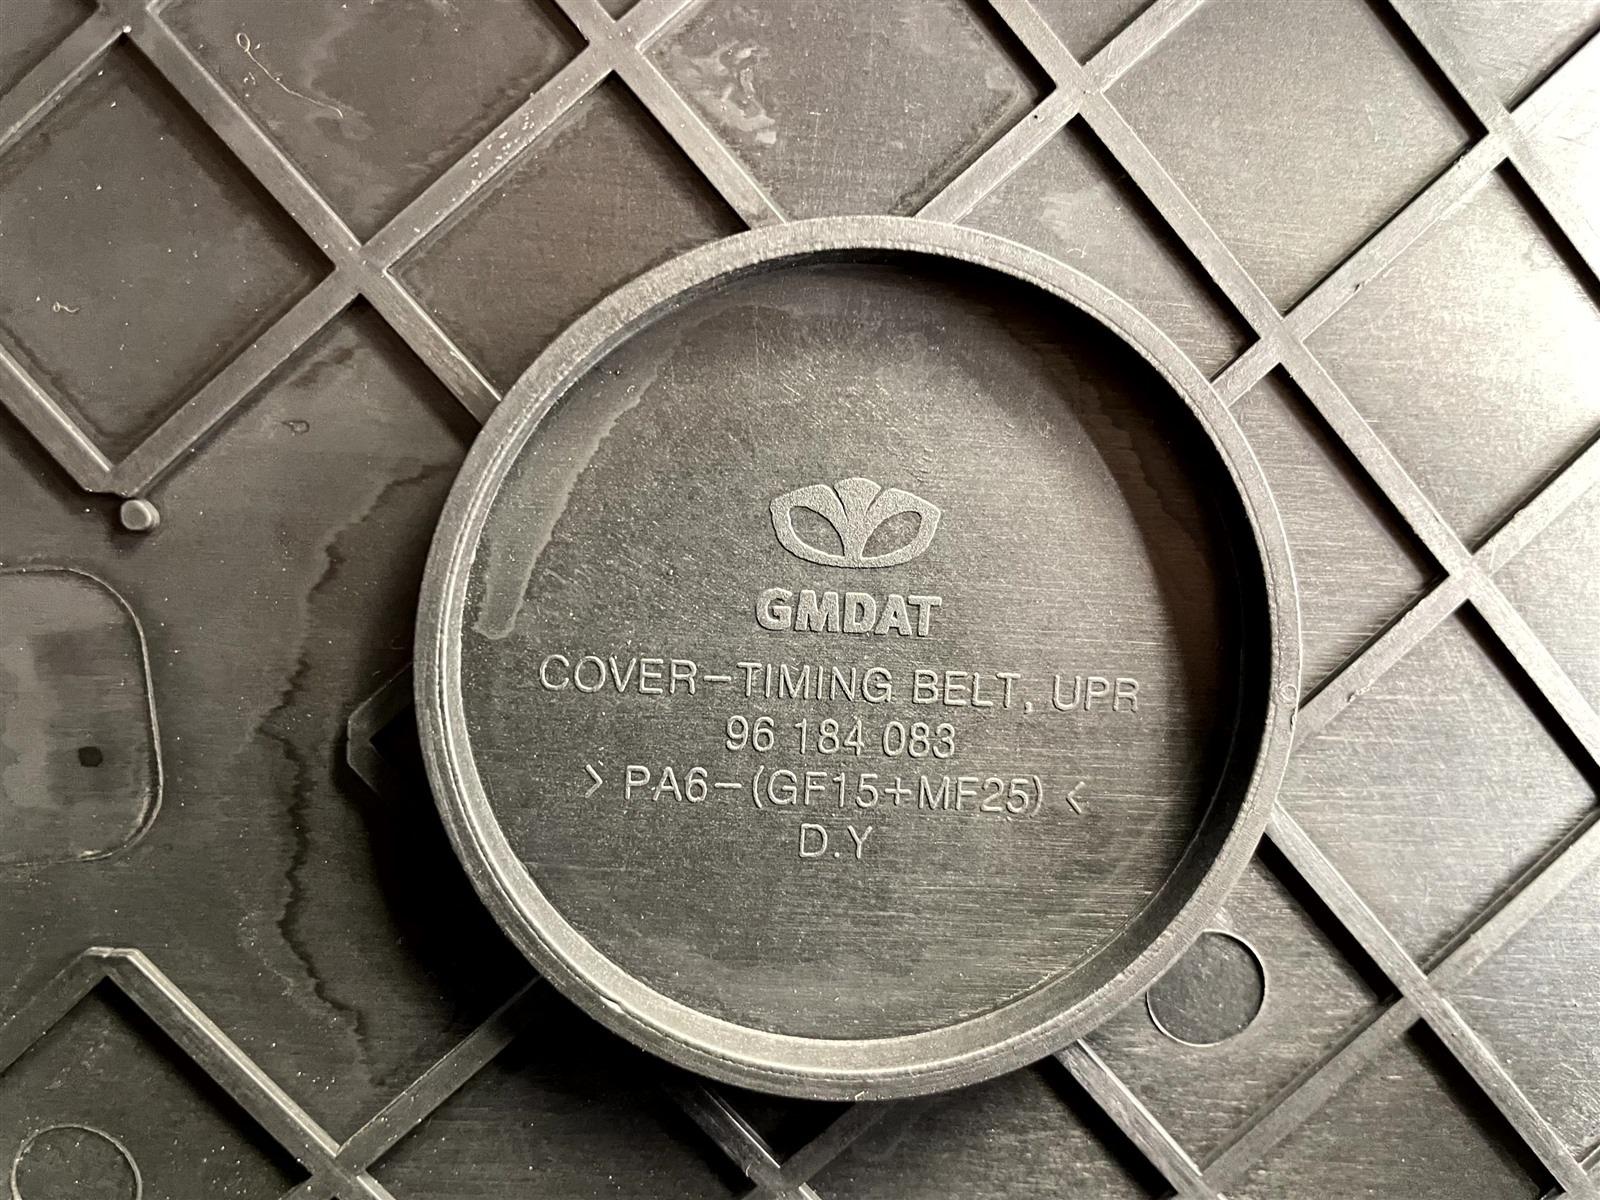 GMDAT
COVER-TIMING BELT, UPR
96 184 083
> PA6-(GF15+MF25) <
D.Y